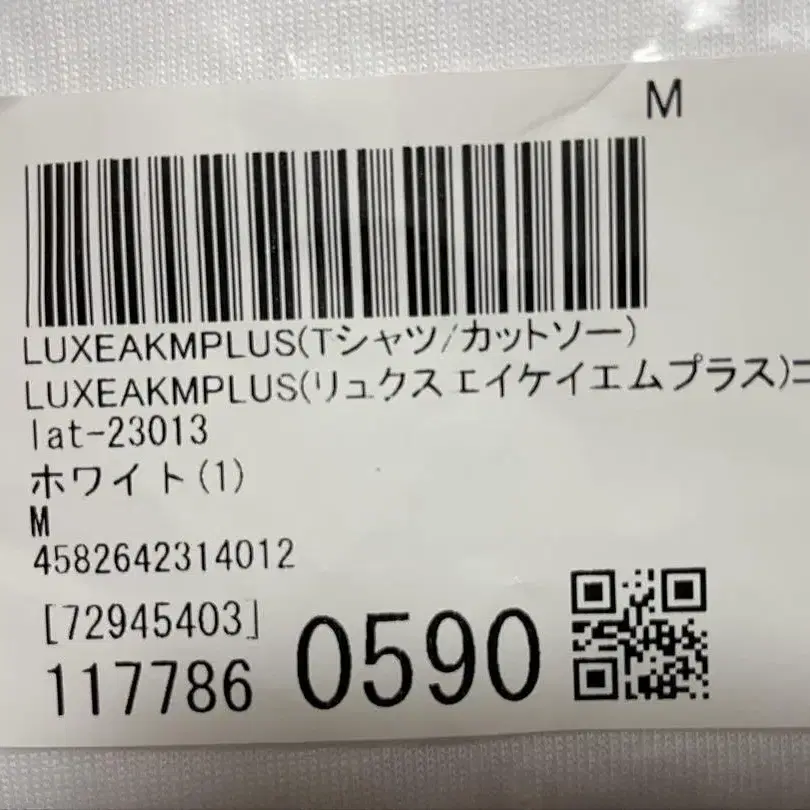 M
LUXEAKMPLUS(Tシャツ/カットソー)
LUXEAKMPLUS(リュクスエイケイエムプラス)コ
lat-23013
ホワイト(1)
M
4582642314012
[72945403]
117786 0590